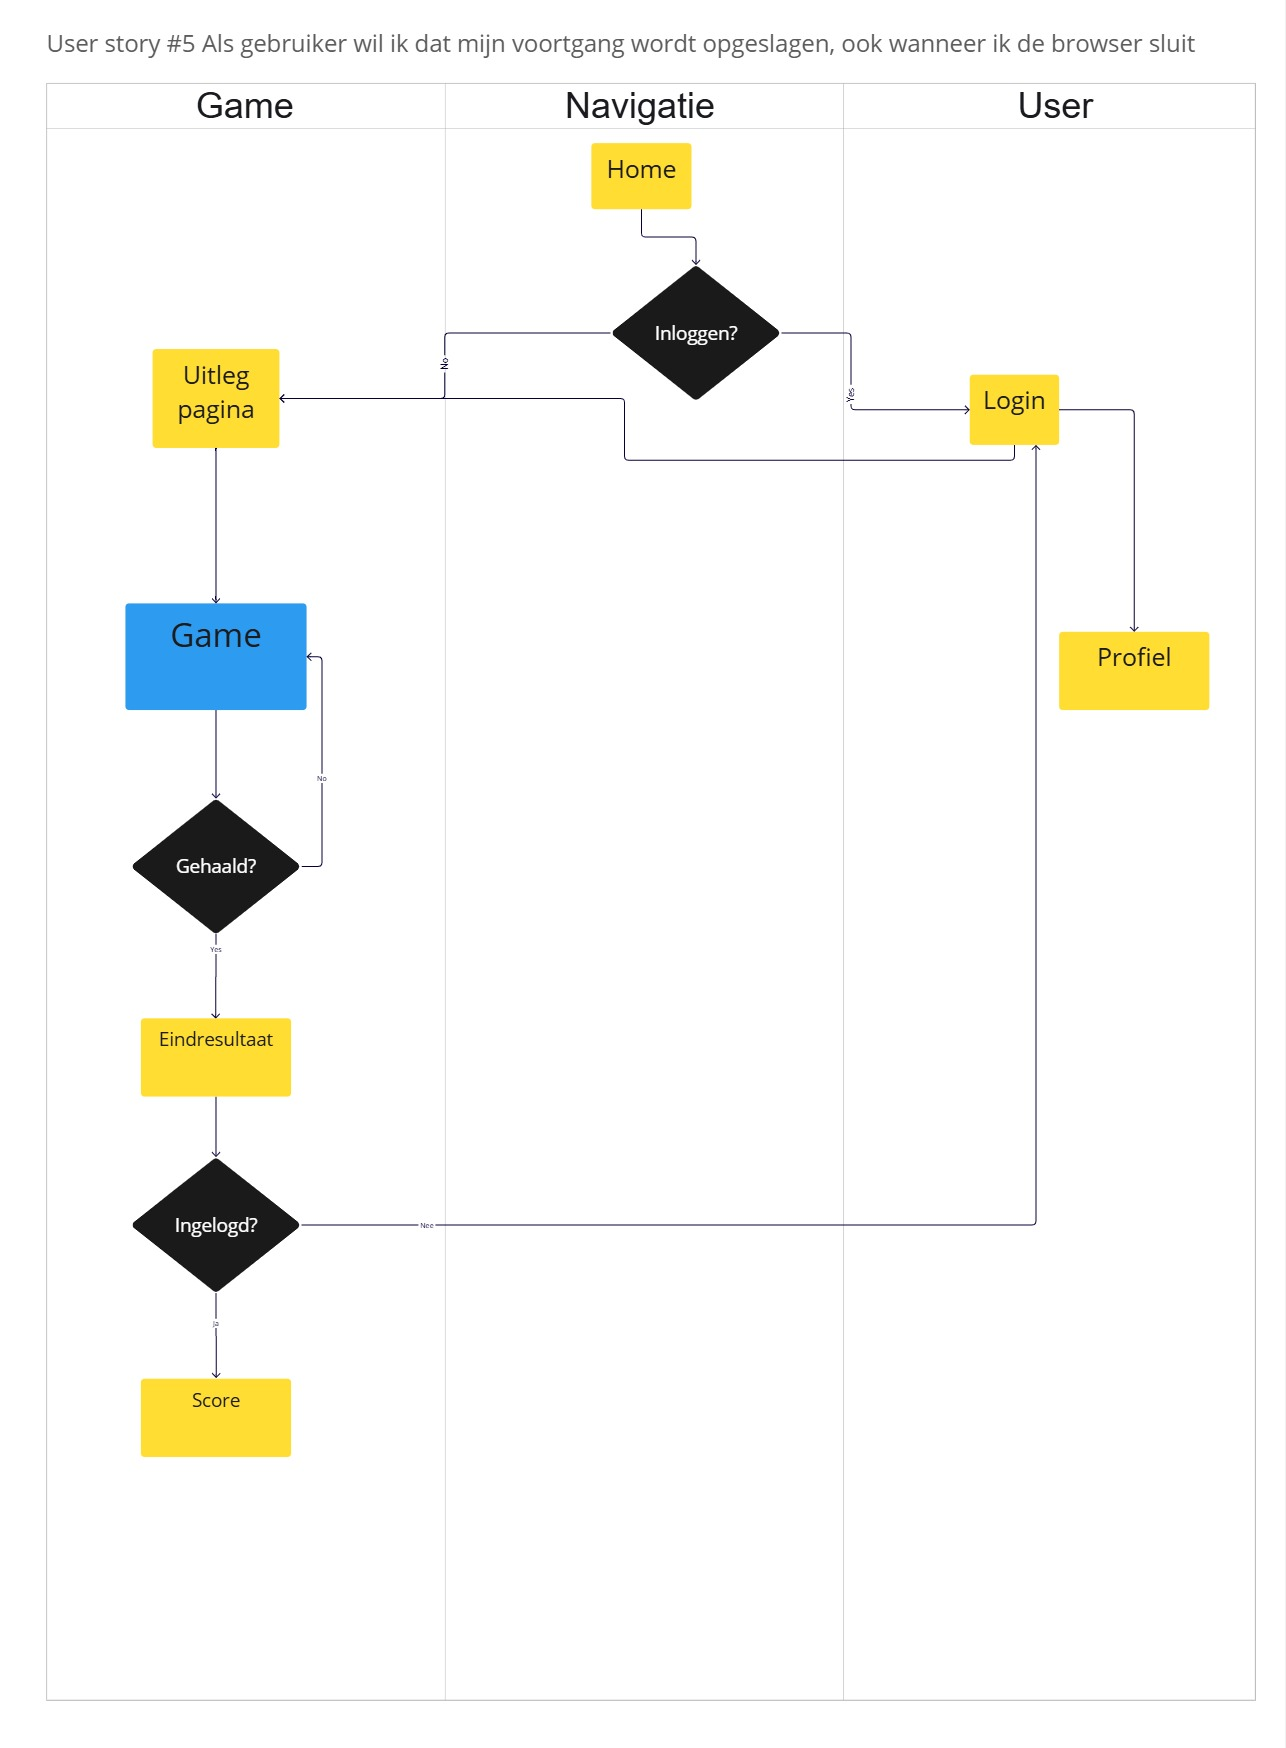 User story #5 Als gebruiker wil ik dat mijn voortgang wordt opgeslagen, ook wanneer ik de browser sluit
Game
Navigatie
User
Home
Inloggen?
No
Yes
Uitleg
pagina
Login
Game
Profiel
No
Gehaald?
Yes
Eindresultaat
Ingelogd?
Nee
Ja
Score